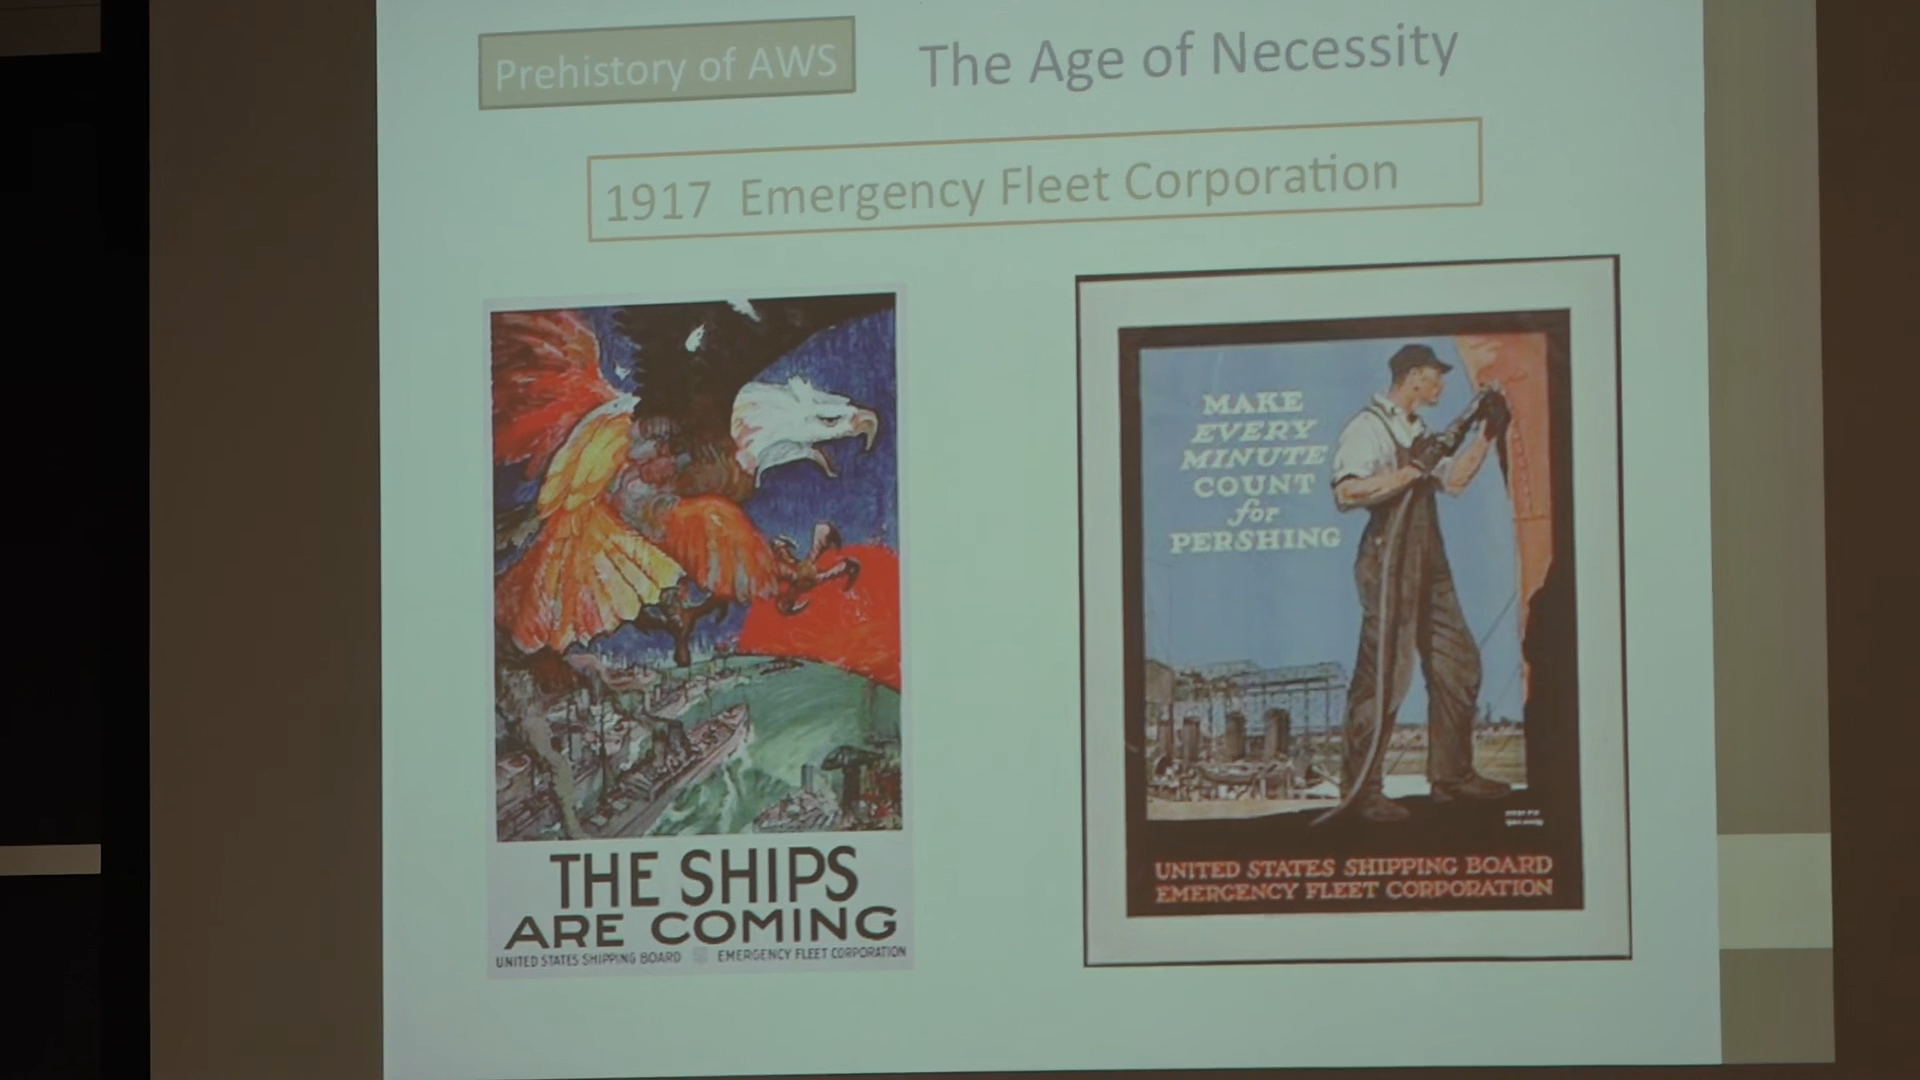 Prehistory of AWS
The Age of Necessity
1917 Emergency Fleet Corporation
THE SHIPS
ARE COMING
UNITED STATES SHIPPING BOARD EMERGENCY FLEET CORPORATION
MAKE
EVERY
MINUTE
COUNT
for
PERSHING
UNITED STATES SHIPPING BOARD
EMERGENCY FLEET CORPORATION